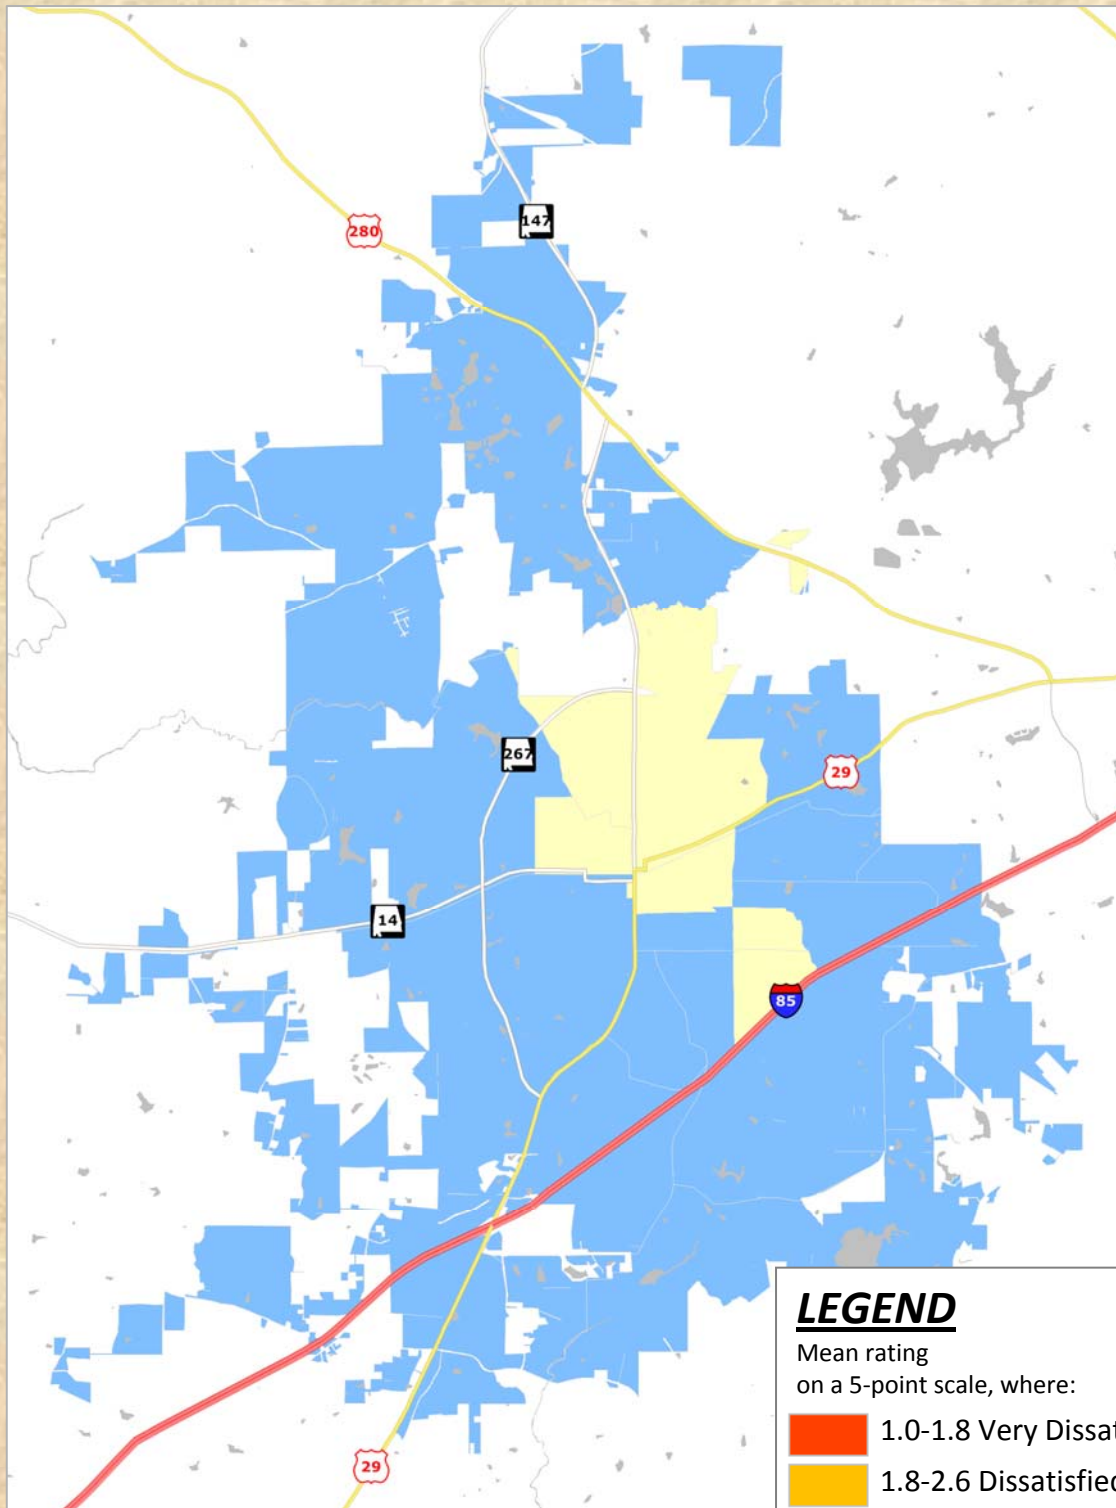 147
280
267
29
14
85
29
LEGEND
Mean rating
on a 5-point scale, where:
1.0-1.8 Very Dissat
1.8-2.6 Dissatisfied